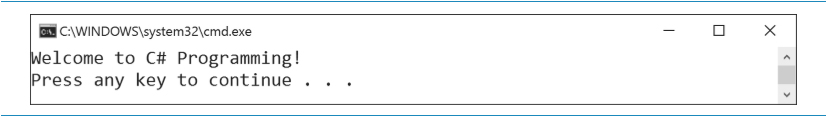 C:\WINDOWS\system32\cmd.exe
Welcome to C# Programming!
Press any key to continue . . .